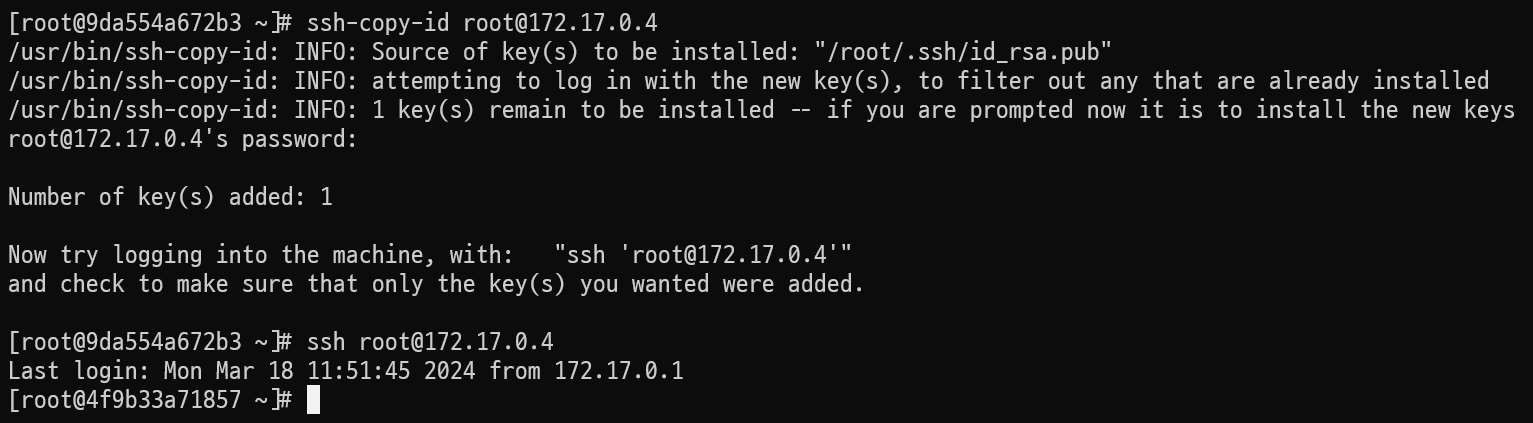 [root@9da554a672b3 ~]# ssh-copy-id root@172.17.0.4
/usr/bin/ssh-copy-id: INFO: Source of key(s) to be installed: "/root/.ssh/id_rsa.pub"
/usr/bin/ssh-copy-id: INFO: attempting to log in with the new key(s), to filter out any that are already installed
/usr/bin/ssh-copy-id: INFO: 1 key(s) remain to be installed -- if you are prompted now it is to install the new keys
root@172.17.0.4's password:
Number of key(s) added: 1
Now try logging into the machine, with:   "ssh 'root@172.17.0.4'"
and check to make sure that only the key(s) you wanted were added.
[root@9da554a672b3 ~]# ssh root@172.17.0.4
Last login: Mon Mar 18 11:51:45 2024 from 172.17.0.1
[root@4f9b33a71857 ~]#